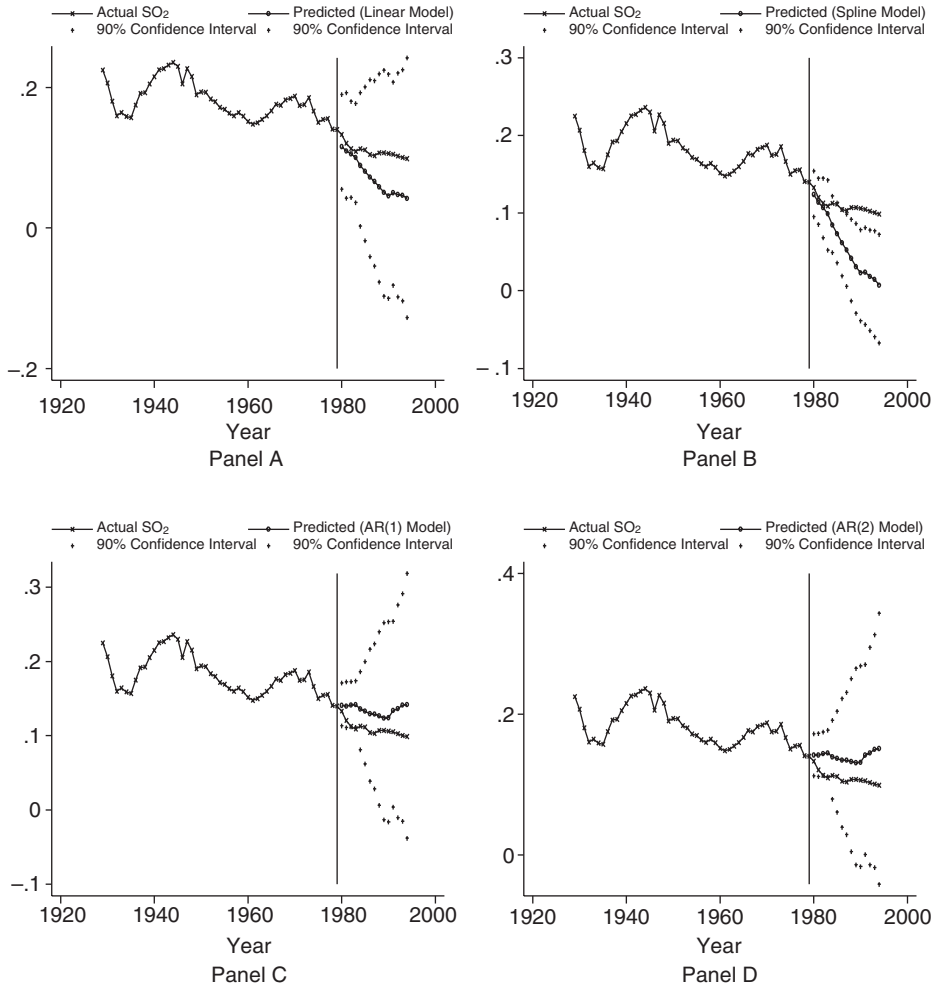 Actual SO₂ Predicted (Linear Model)
90% Confidence Interval 90% Confidence Interval
.2
0
–.2
1920 1940 1960 1980 2000
Year
Panel A
Actual SO₂ Predicted (Spline Model)
90% Confidence Interval 90% Confidence Interval
.3
.2
.1
0
–.1
1920 1940 1960 1980 2000
Year
Panel B
Actual SO₂ Predicted (AR(1) Model)
90% Confidence Interval 90% Confidence Interval
.3
.2
.1
0
–.1
1920 1940 1960 1980 2000
Year
Panel C
Actual SO₂ Predicted (AR(2) Model)
90% Confidence Interval 90% Confidence Interval
.4
.2
0
1920 1940 1960 1980 2000
Year
Panel D